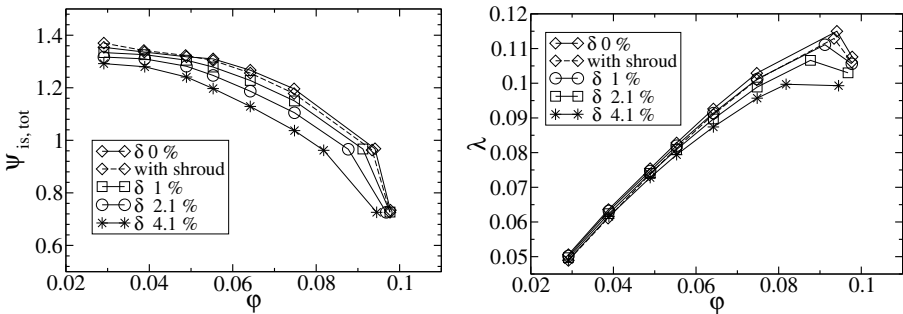 1.4
1.2
1
0.8
0.6
ψ is, tot
δ 0 %
with shroud
δ 1 %
δ 2.1 %
δ 4.1 %
0.02 0.04 0.06 0.08 0.1
φ
0.12
0.11
0.1
0.09
0.08
0.07
0.06
0.05
λ
δ 0 %
with shroud
δ 1 %
δ 2.1 %
δ 4.1 %
0.02 0.04 0.06 0.08 0.1
φ